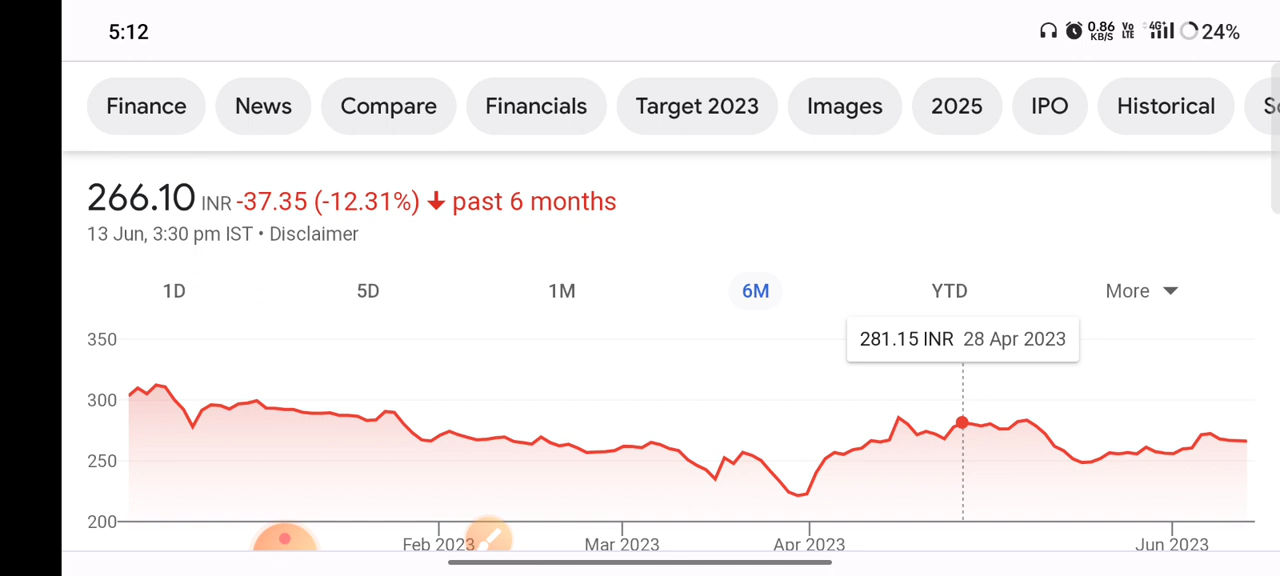 5:12 0.86 KB/S Vo LTE 4G+ 24%
Finance News Compare Financials Target 2023 Images 2025 IPO Historical
266.10 INR -37.35 (-12.31%) past 6 months
13 Jun, 3:30 pm IST • Disclaimer
1D 5D 1M 6M YTD More
281.15 INR 28 Apr 2023
350
300
250
200
Feb 2023 Mar 2023 Apr 2023 Jun 2023